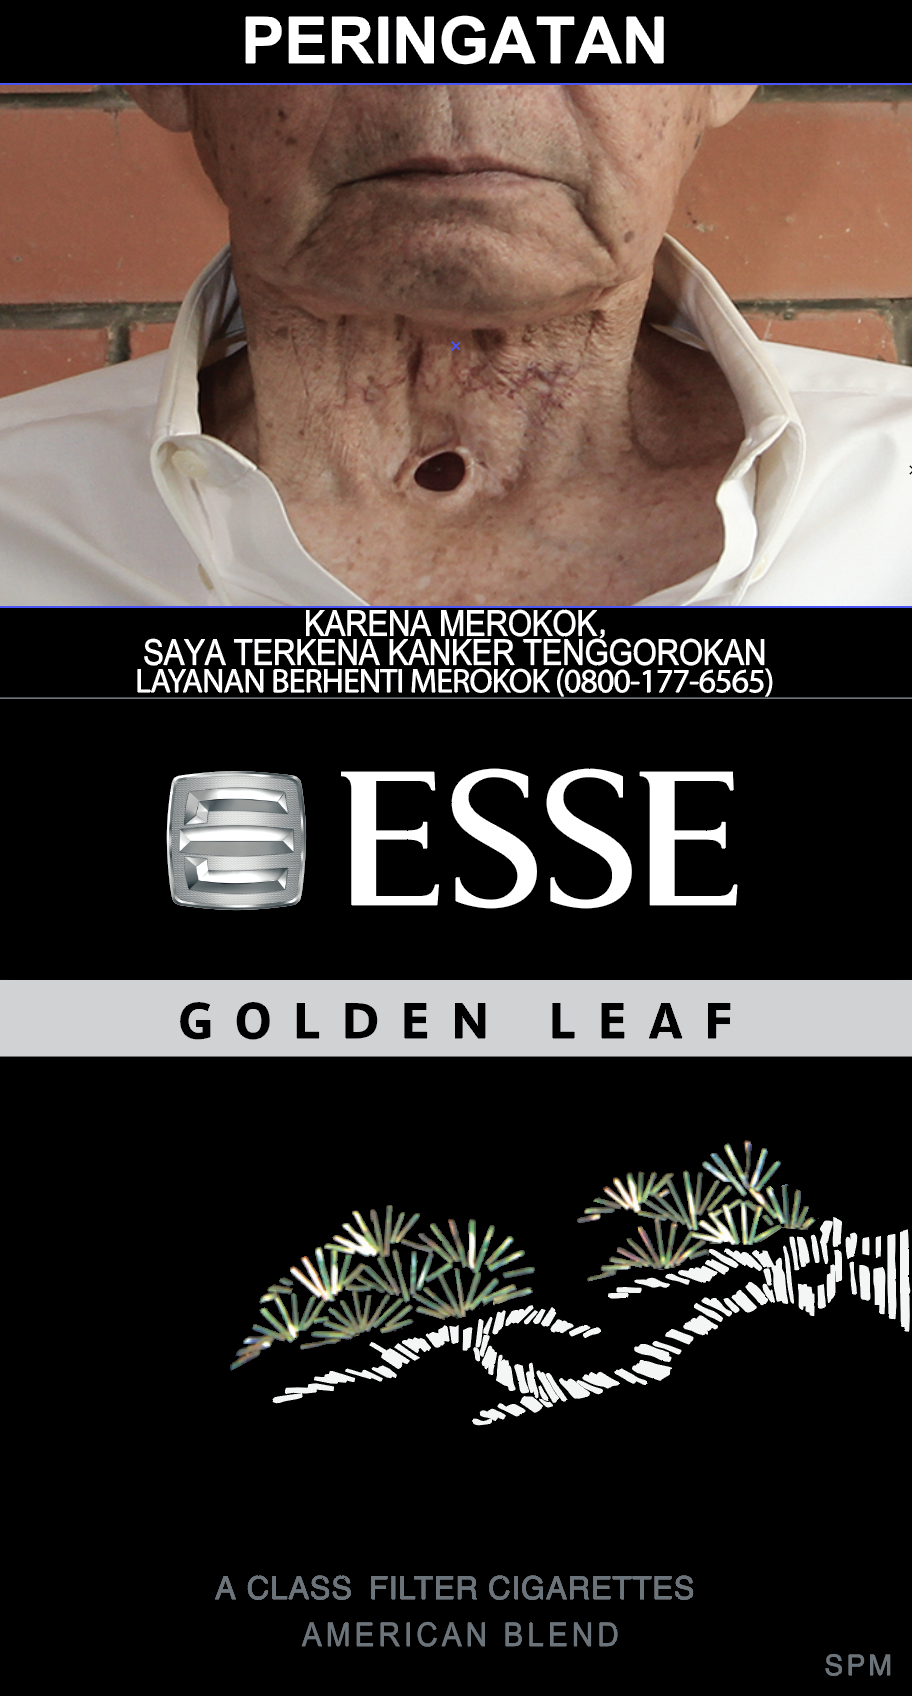 PERINGATAN
KARENA MEROKOK,
SAYA TERKENA KANKER TENGGOROKAN
LAYANAN BERHENTI MEROKOK (0800-177-6565)
ESSE
GOLDEN LEAF
A CLASS FILTER CIGARETTES
AMERICAN BLEND
SPM